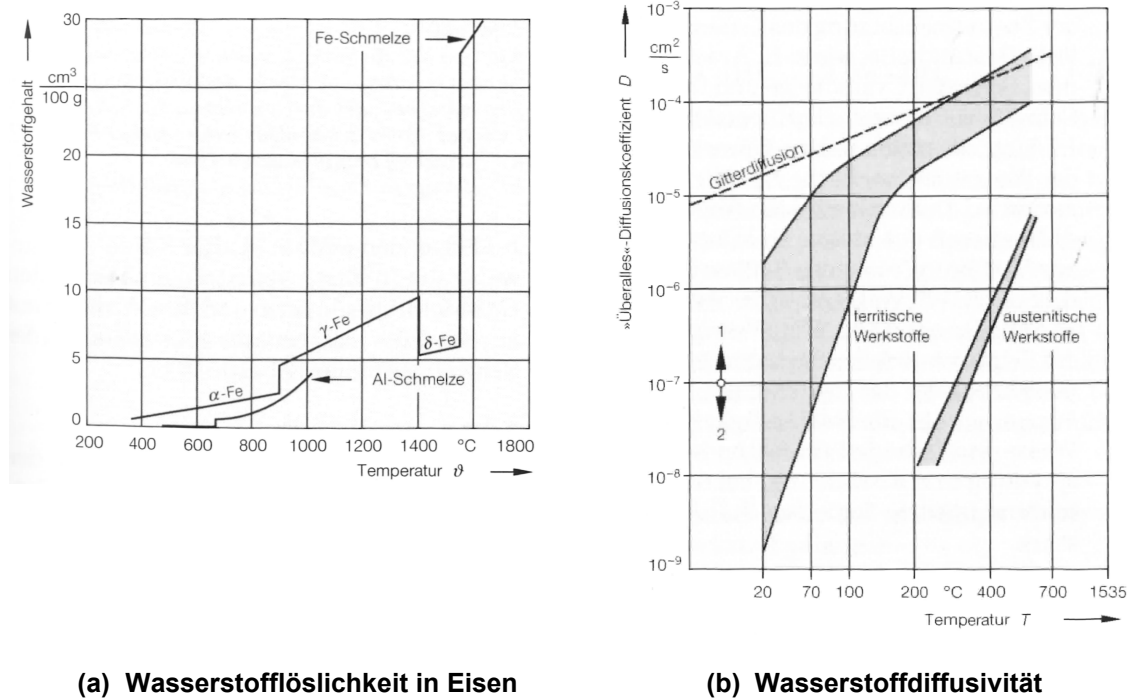 Wasserstoffgehalt
cm³
100 g
30
20
10
5
0
Fe-Schmelze
γ-Fe
δ-Fe
α-Fe
Al-Schmelze
200 400 600 800 1000 1200 1400 °C 1800
Temperatur ϑ
»Überalles«-Diffusionskoeffizient D
cm²
s
10⁻³
10⁻⁴
10⁻⁵
10⁻⁶
10⁻⁷
10⁻⁸
10⁻⁹
Gitterdiffusion
1
2
ferritische
Werkstoffe
austenitische
Werkstoffe
20 70 100 200 °C 400 700 1535
Temperatur T
(a) Wasserstofflöslichkeit in Eisen
(b) Wasserstoffdiffusivität